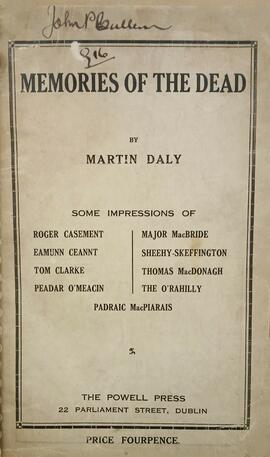 John P Cullen
916
MEMORIES OF THE DEAD
BY
MARTIN DALY
SOME IMPRESSIONS OF
ROGER CASEMENT
EAMUNN CEANNT
TOM CLARKE
PEADAR O'MEACIN
MAJOR MacBRIDE
SHEEHY-SKEFFINGTON
THOMAS MacDONAGH
THE O'RAHILLY
PADRAIC MacPIARAIS
THE POWELL PRESS
22 PARLIAMENT STREET, DUBLIN
PRICE FOURPENCE.